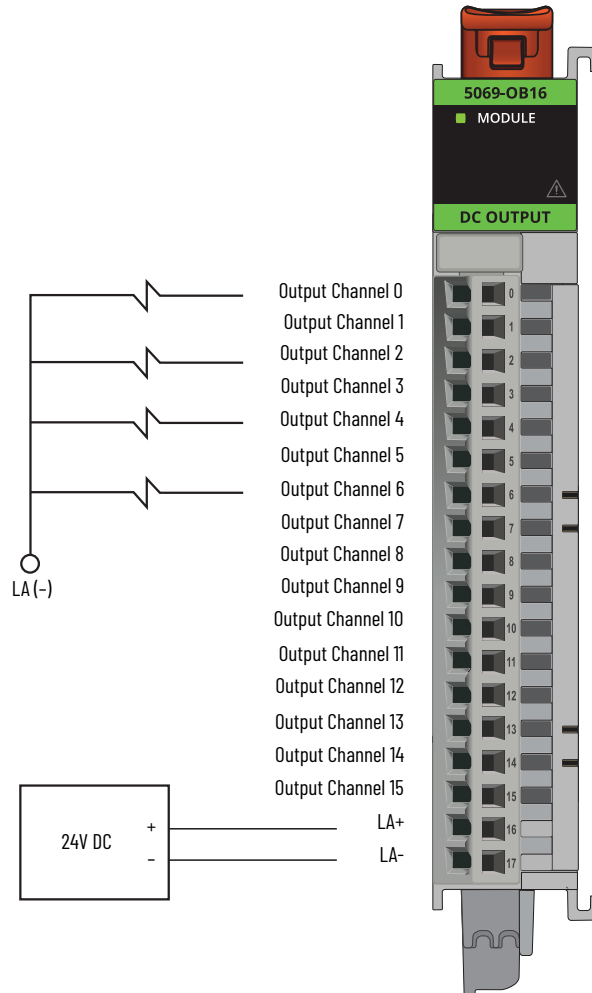 5069-OB16
MODULE
DC OUTPUT
Output Channel 0
0
Output Channel 1
1
Output Channel 2
2
Output Channel 3
3
Output Channel 4
4
Output Channel 5
5
Output Channel 6
6
Output Channel 7
7
Output Channel 8
8
LA (–)
Output Channel 9
9
Output Channel 10
10
Output Channel 11
11
Output Channel 12
12
Output Channel 13
13
Output Channel 14
14
Output Channel 15
15
24V DC
+
LA+
16
–
LA-
17